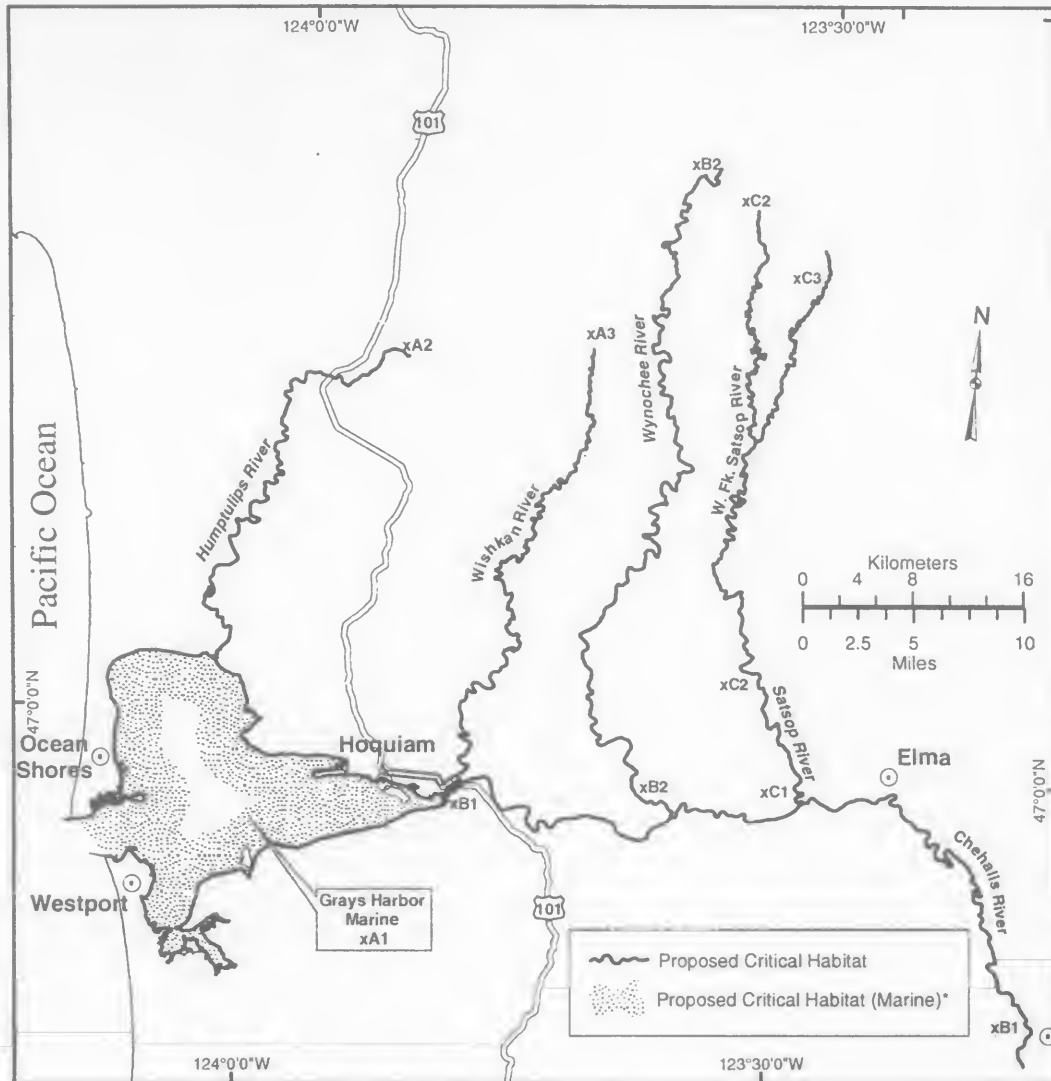 124°0'0"W
123°30'0"W
101
xB2
xC2
xC3
xA2
xA3
N
Wynochee River
W. Fk. Satsop River
Humptulips River
Wishkan River
Pacific Ocean
Kilometers
0 4 8 16
0 2.5 5 10
Miles
47°0'0"N
xC2
Satsop River
Ocean
Shores
Hoquiam
Elma
xB1
xB2
xC1
47°0'0"N
Chehalis River
Westport
Grays Harbor
Marine
xA1
101
Proposed Critical Habitat
Proposed Critical Habitat (Marine)*
xB1
124°0'0"W
123°30'0"W